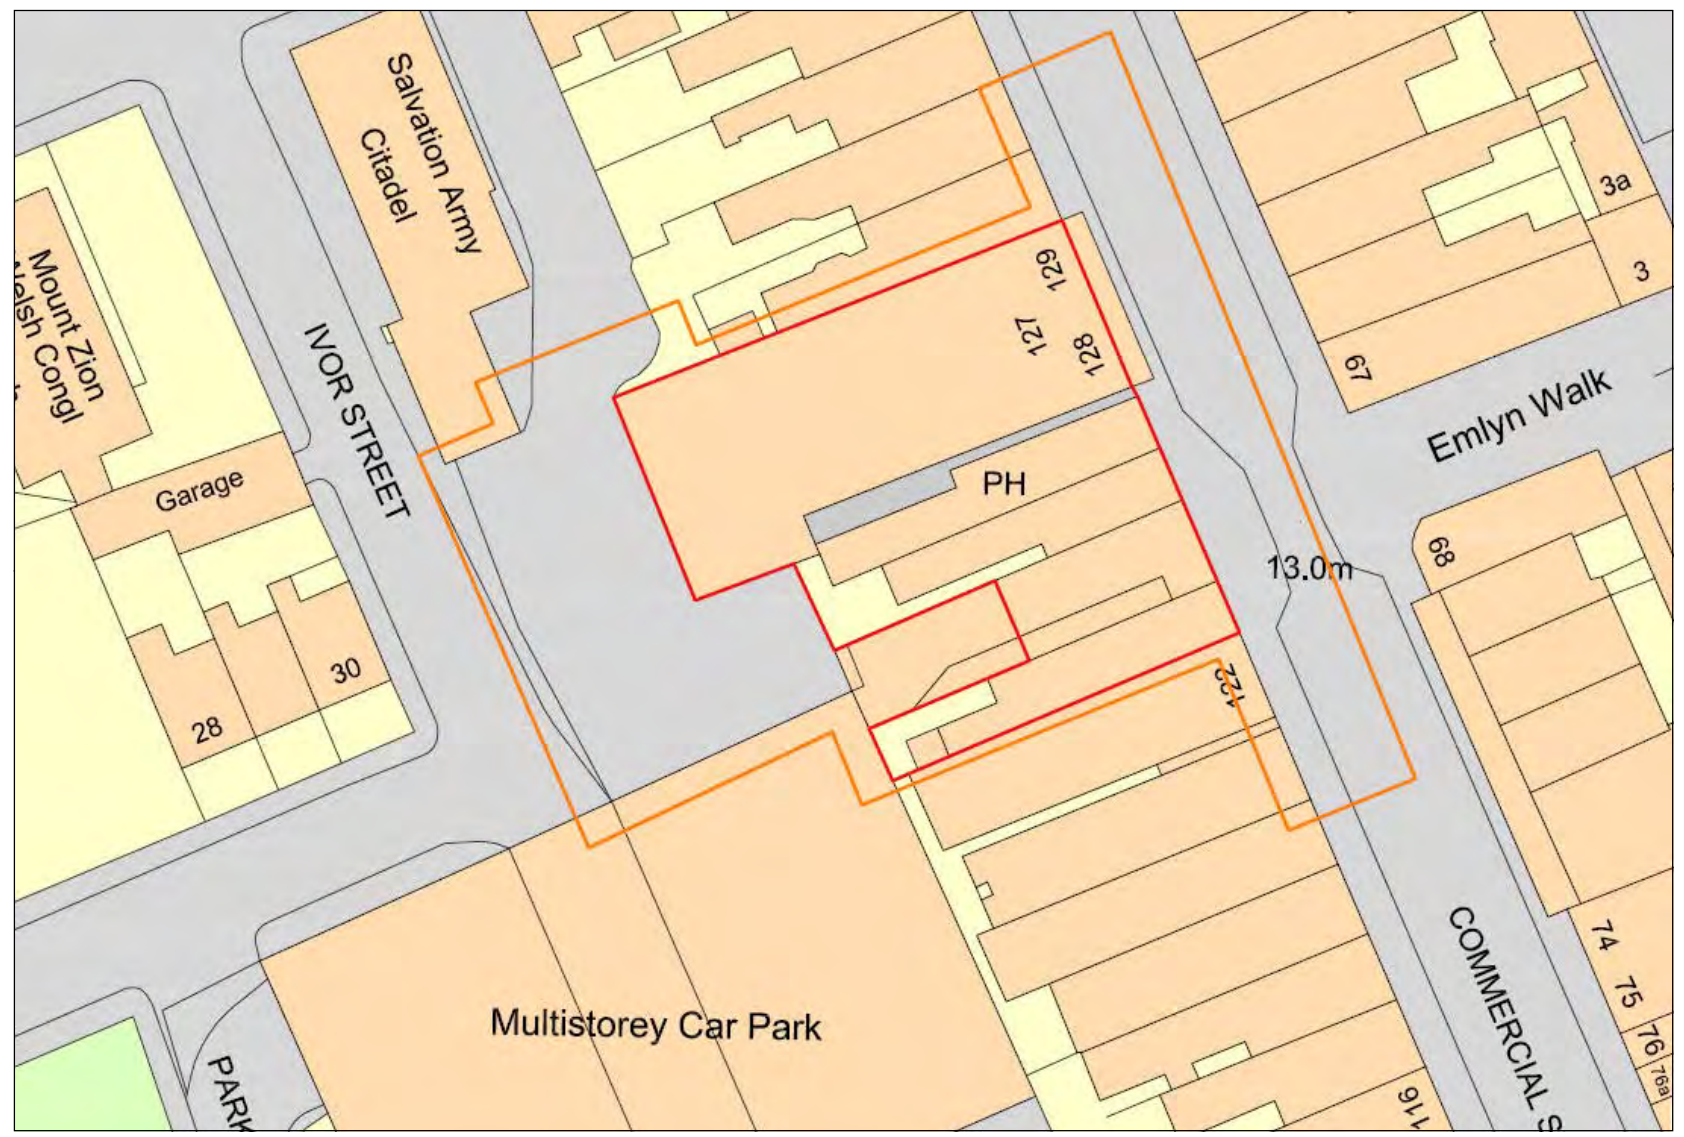 Salvation Army
Citadel
Mount Zion
Welsh Congl
IVOR STREET
Garage
28
30
129
127
128
PH
13.0m
122
67
3a
3
Emlyn Walk
68
Multistorey Car Park
PARK
COMMERCIAL S
74
75
76
76a
116